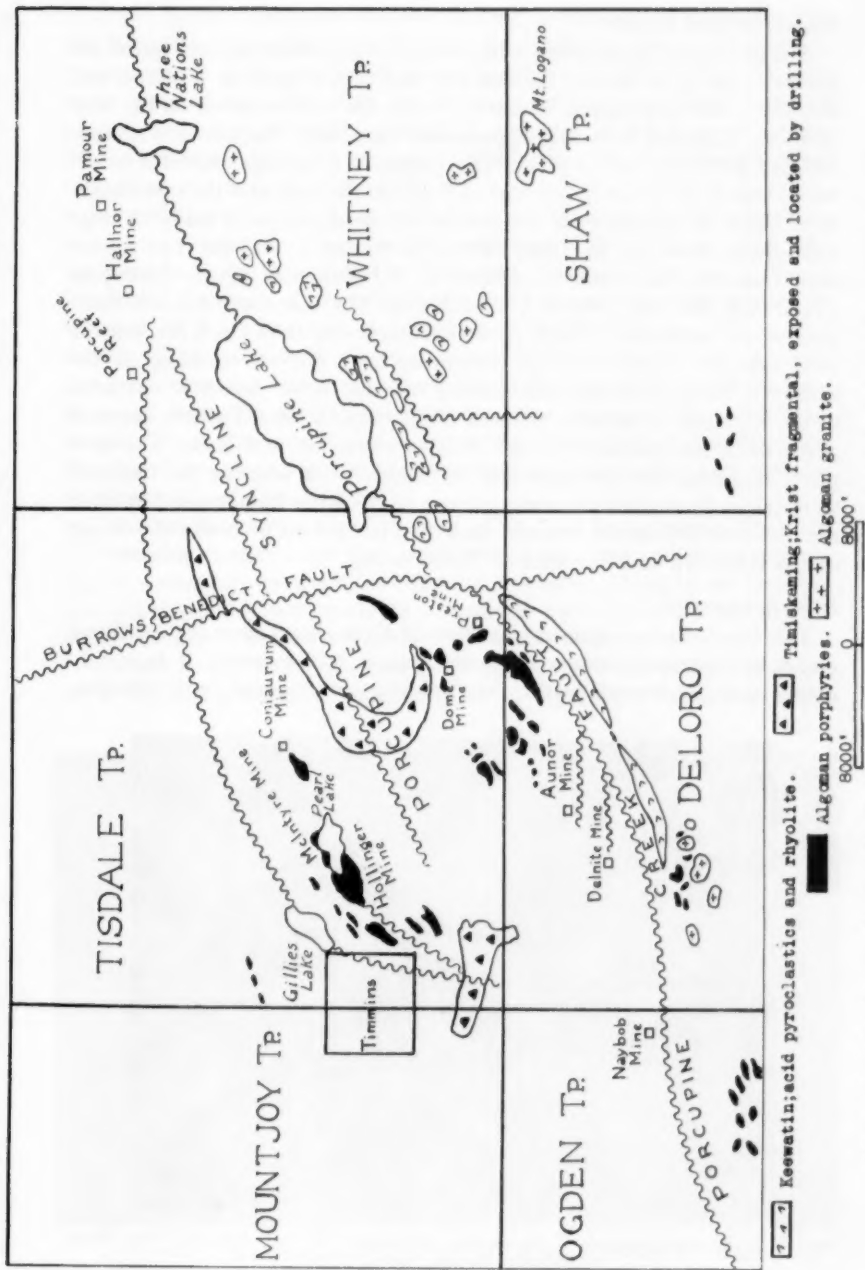 TISDALE TP.
MOUNTJOY TP.
OGDEN TP.
DELORO TP.
WHITNEY TP.
SHAW TP.
Three
Nations
Lake
Pamour
Mine
Hallnor
Mine
Porcupine
Reef
SYNCLINE
Porcupine Lake
Mt. Logano
BURROWS BENEDICT FAULT
Coniaurum
Mine
McIntyre Mine
Pearl
Lake
Hollinger
Mine
Gillies
Lake
Timmins
PORCUPINE
Dome
Mine
Preston
Mine
Aunor
Mine
Delnite Mine
Naybob
Mine
PORCUPINE CREEK FAULT
Keewatin;acid pyroclastics and rhyolite.
Timiskaming;Krist fragmental, exposed and located by drilling
Algoman porphyries.
+ + +
Algoman granite.
8000'
0
8000'